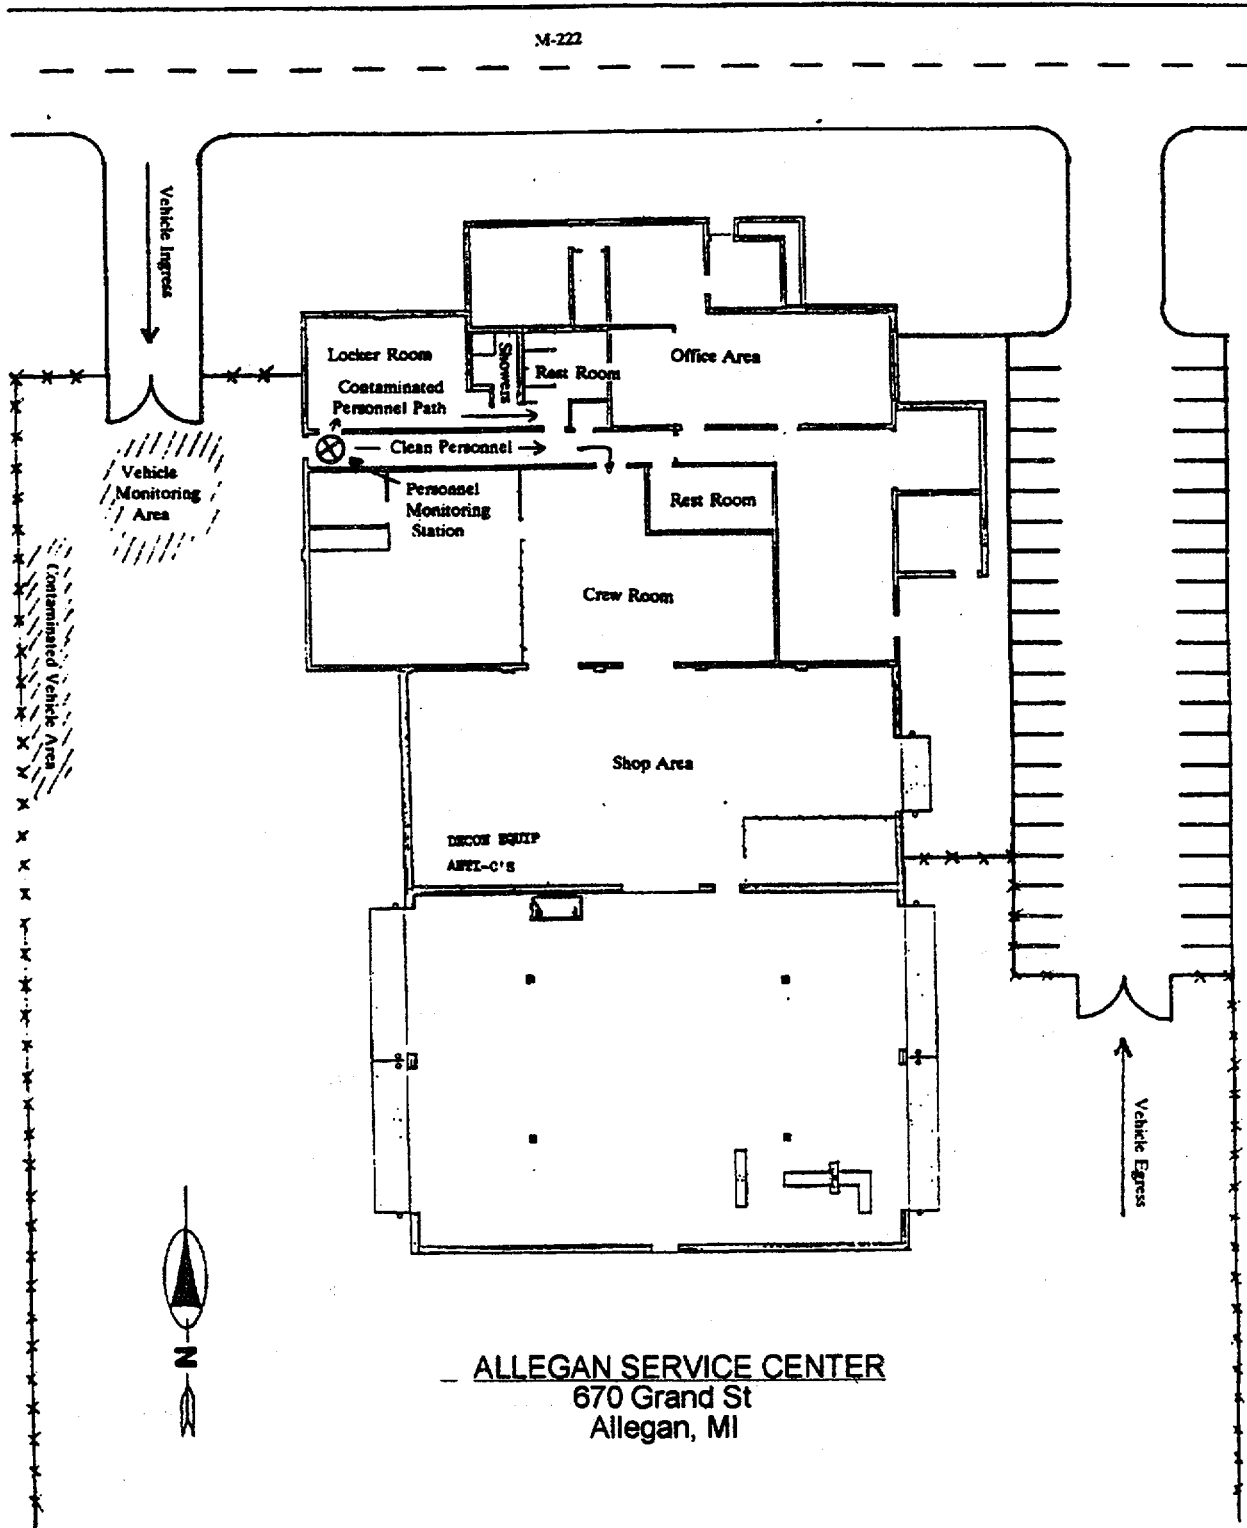 M-222
Vehicle Ingress
Locker Room
Showers
Rest Room
Office Area
Contaminated
Personnel Path
Clean Personnel
Vehicle
Monitoring
Area
Personnel
Monitoring
Station
Rest Room
Contaminated Vehicle Area
Crew Room
Shop Area
DECON EQUIP
ANTI-C'S
Vehicle Egress
N
ALLEGAN SERVICE CENTER
670 Grand St
Allegan, MI